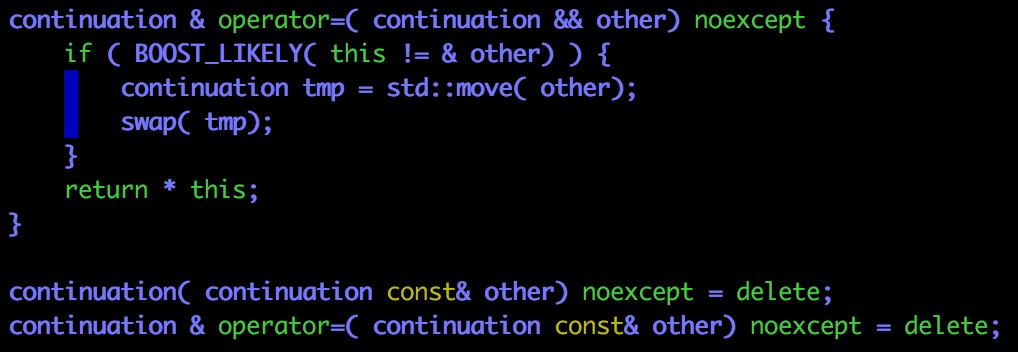 continuation & operator=( continuation && other) noexcept {
    if ( BOOST_LIKELY( this != & other) ) {
        continuation tmp = std::move( other);
        swap( tmp);
    }
    return * this;
}

continuation( continuation const& other) noexcept = delete;
continuation & operator=( continuation const& other) noexcept = delete;